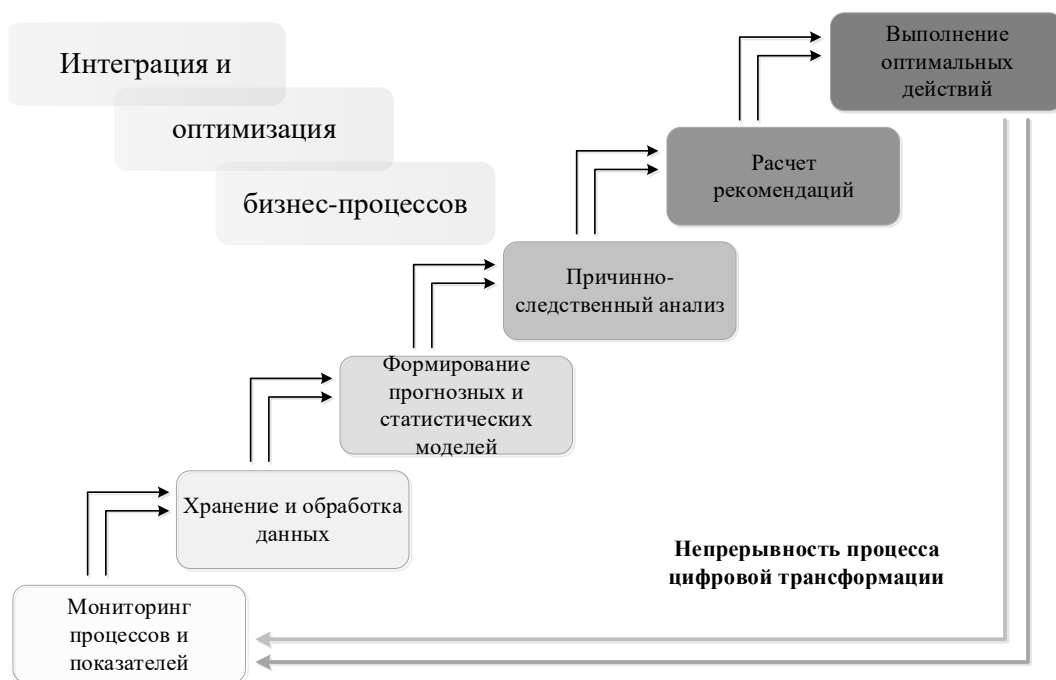 Интеграция и
оптимизация
бизнес-процессов
Выполнение
оптимальных
действий
Расчет
рекомендаций
Причинно-
следственный анализ
Формирование
прогнозных и
статистических
моделей
Хранение и обработка
данных
Мониторинг
процессов и
показателей
Непрерывность процесса
цифровой трансформации